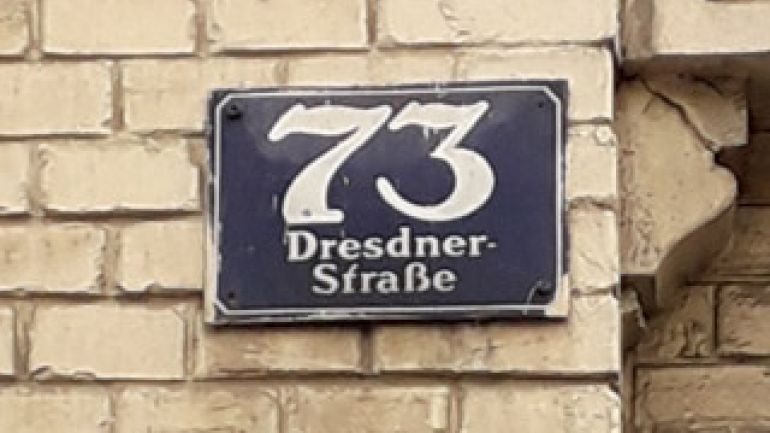 73
Dresdner-
Straße